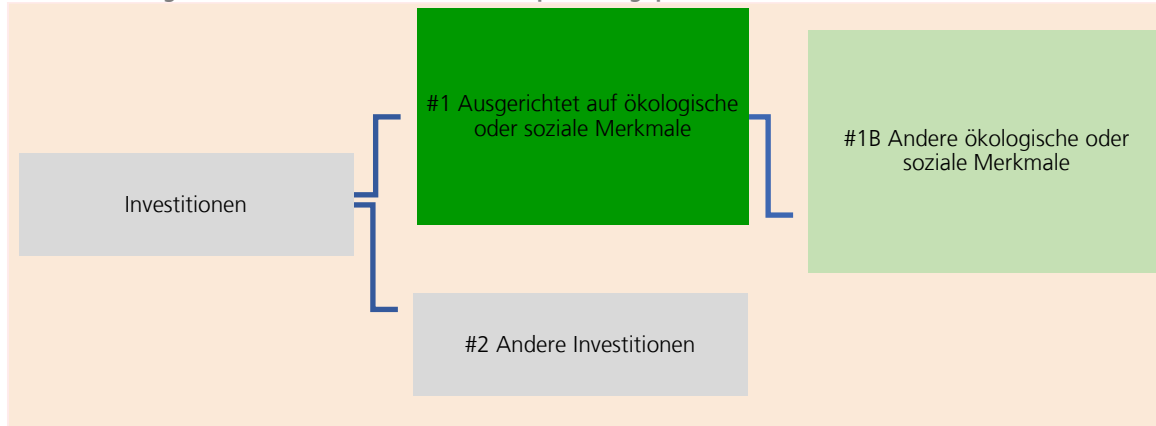 #1 Ausgerichtet auf ökologische
oder soziale Merkmale
#1B Andere ökologische oder
soziale Merkmale
Investitionen
#2 Andere Investitionen